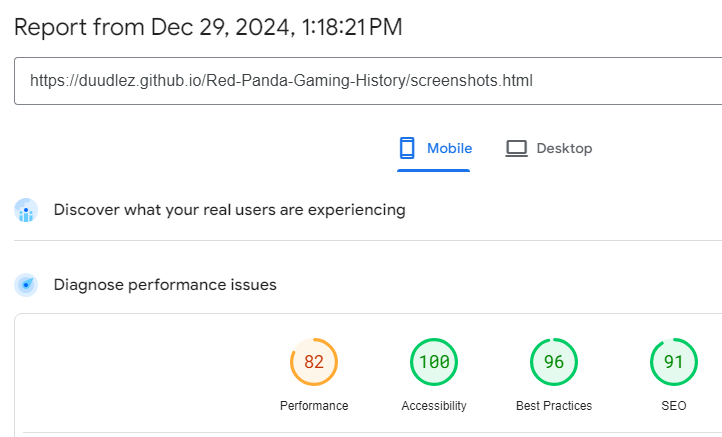 Report from Dec 29, 2024, 1:18:21 PM
https://duudlez.github.io/Red-Panda-Gaming-History/screenshots.html
Mobile Desktop
Discover what your real users are experiencing
Diagnose performance issues
82 100 96 91
Performance Accessibility Best Practices SEO